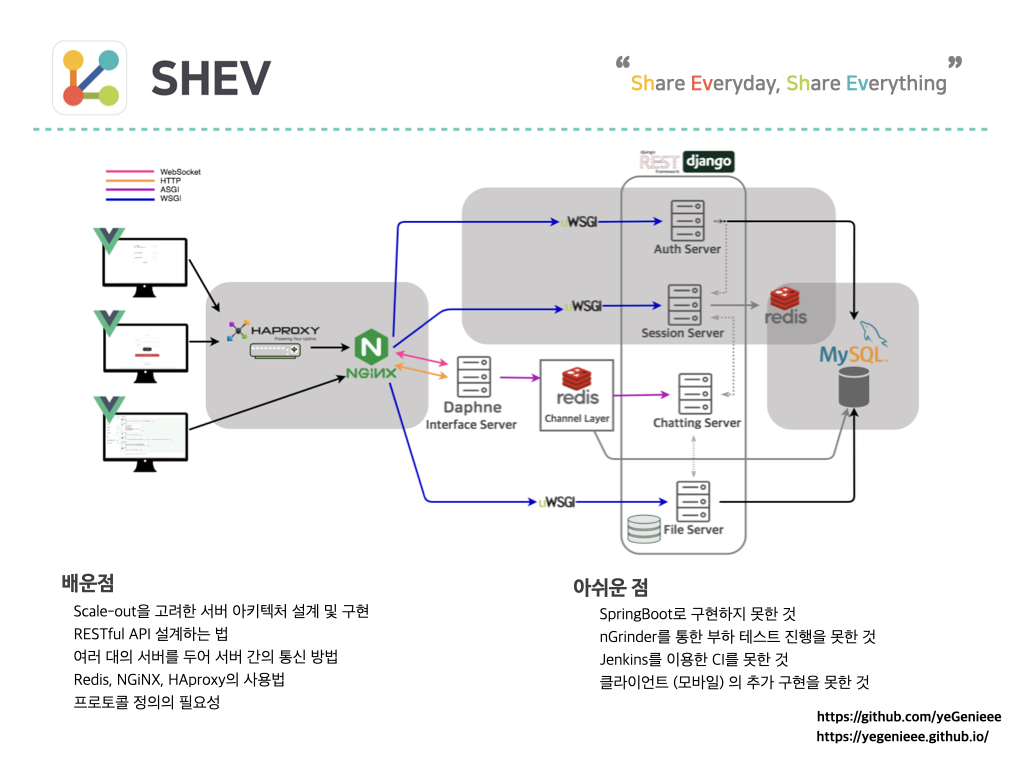 SHEV
“Share Everyday, Share Everything”
WebSocket
HTTP
ASGI
WSGI
django
REST
framework
django
uWSGI
Auth Server
HAPROXY
Powering Your Uptime
NGiNX
uWSGI
Session Server
redis
MySQL
Daphne
Interface Server
redis
Channel Layer
Chatting Server
uWSGI
File Server
배운점
Scale-out을 고려한 서버 아키텍처 설계 및 구현
RESTful API 설계하는 법
여러 대의 서버를 두어 서버 간의 통신 방법
Redis, NGiNX, HAproxy의 사용법
프로토콜 정의의 필요성
아쉬운 점
SpringBoot로 구현하지 못한 것
nGrinder를 통한 부하 테스트 진행을 못한 것
Jenkins를 이용한 CI를 못한 것
클라이언트 (모바일) 의 추가 구현을 못한 것
https://github.com/yeGenieee
https://yegenieee.github.io/